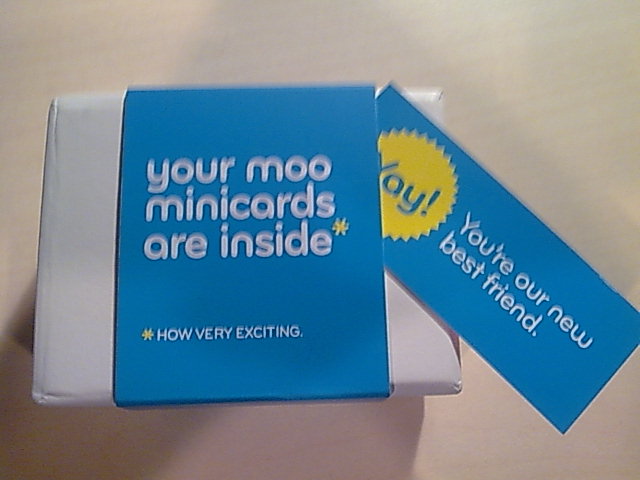 your moo
minicards
are inside*
* HOW VERY EXCITING.
Yay!
You're our new
best friend.